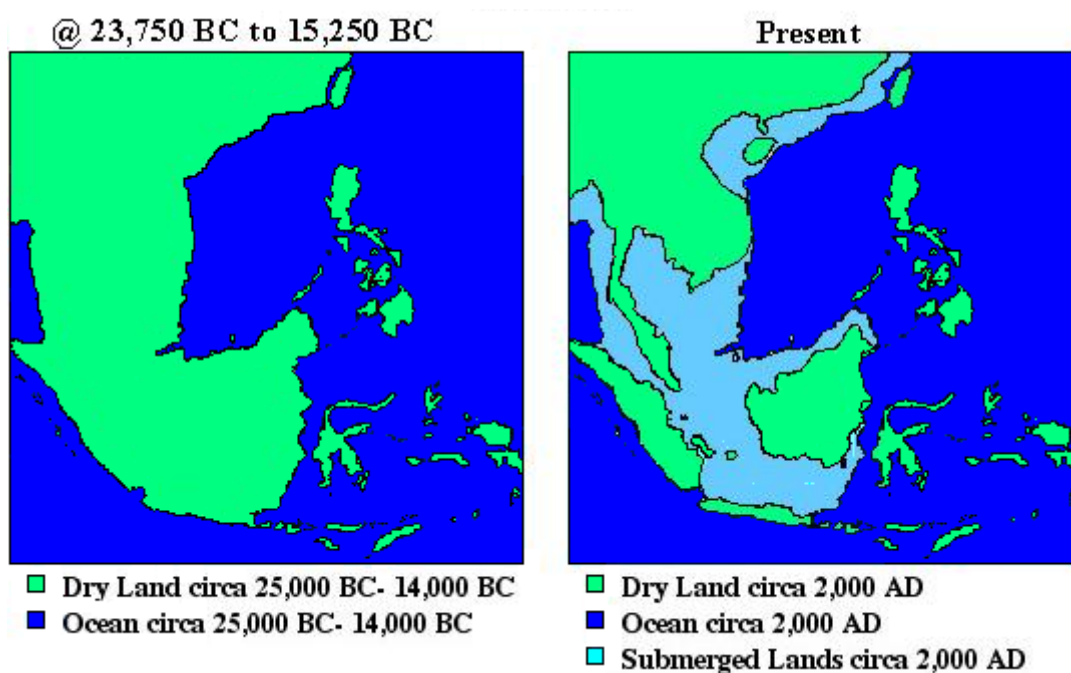 @ 23,750 BC to 15,250 BC
Present
Dry Land circa 25,000 BC- 14,000 BC
Ocean circa 25,000 BC- 14,000 BC
Dry Land circa 2,000 AD
Ocean circa 2,000 AD
Submerged Lands circa 2,000 AD